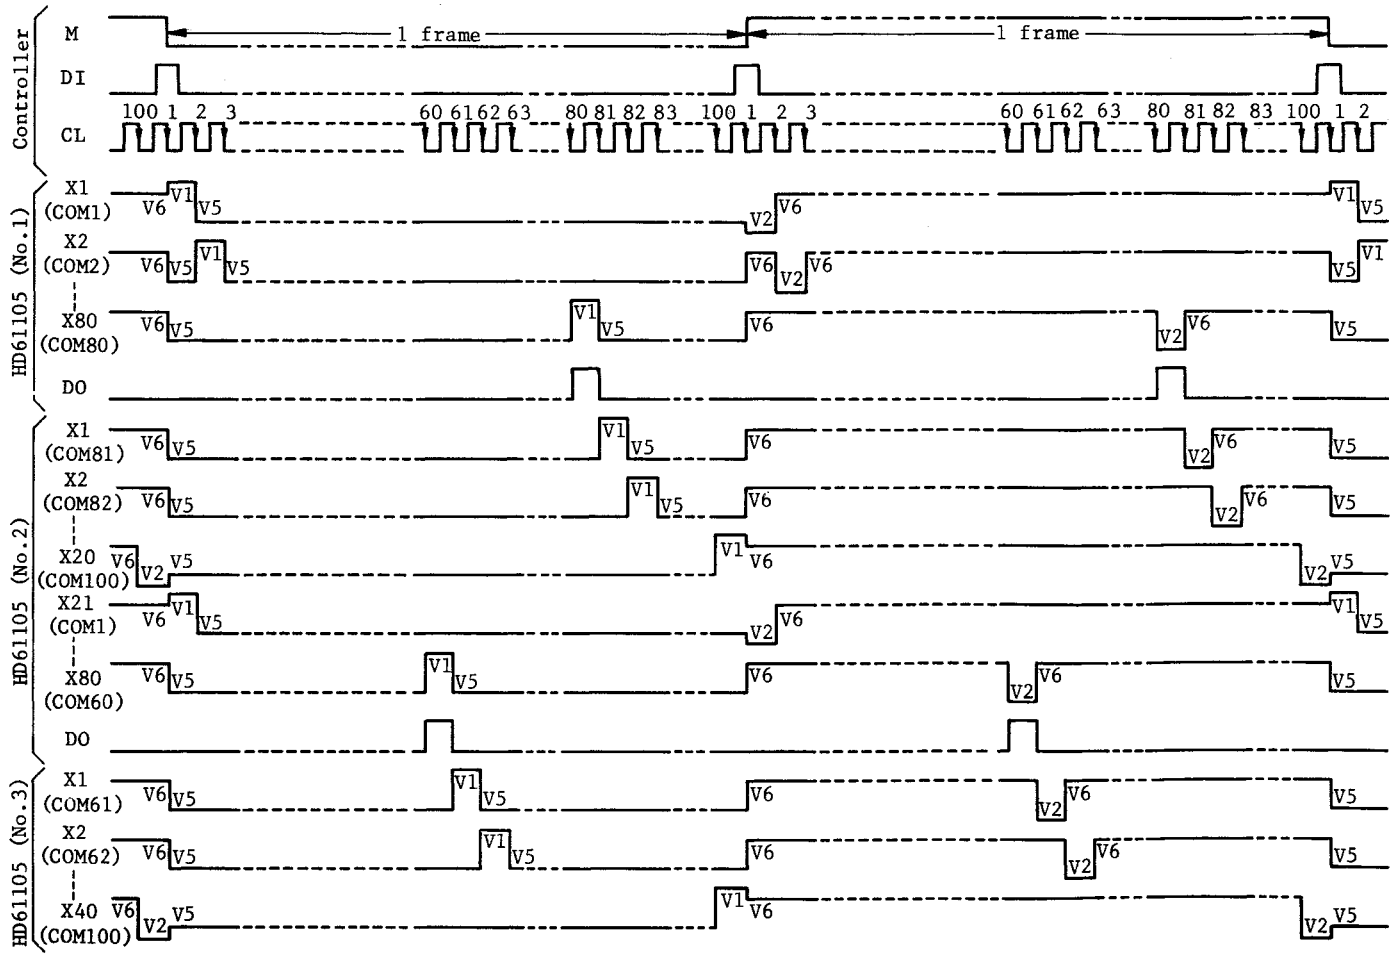 Controller
M 1 frame 1 frame
DI
100 1 2 3 60 61 62 63 80 81 82 83 100 1 2 3 60 61 62 63 80 81 82 83 100 1 2
CL
HD61105 (No.1)
X1 V6 V1 V5 V2 V6 V1 V5
(COM1)
X2 V6 V5 V1 V5 V6 V2 V6 V5 V1
(COM2)
X80 V6 V5 V1 V5 V6 V2 V6 V5
(COM80)
DO
HD61105 (No.2)
X1 V6 V5 V1 V5 V6 V2 V6 V5
(COM81)
X2 V6 V5 V1 V5 V6 V2 V6 V5
(COM82)
X20 V6 V2 V5 V1 V6 V2 V5
(COM100)
X21 V6 V1 V5 V2 V6 V1 V5
(COM1)
X80 V6 V5 V1 V5 V6 V2 V6 V5
(COM60)
DO
HD61105 (No.3)
X1 V6 V5 V1 V5 V6 V2 V6 V5
(COM61)
X2 V6 V5 V1 V5 V6 V2 V6 V5
(COM62)
X40 V6 V2 V5 V1 V6 V2 V5
(COM100)